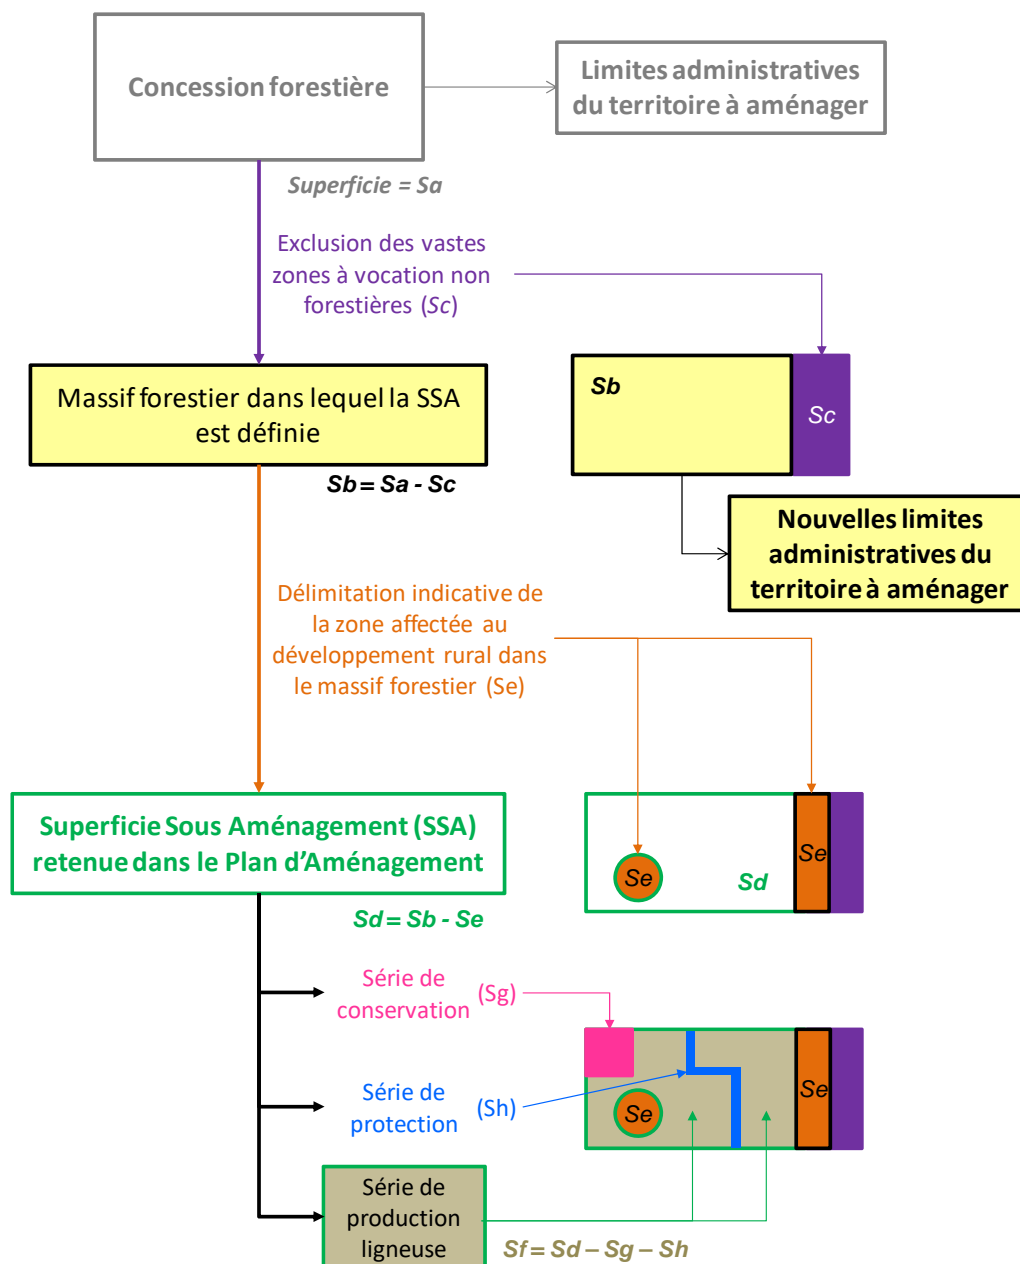 Concession forestière
Limites administratives
du territoire à aménager
Superficie = Sa
Exclusion des vastes
zones à vocation non
forestières (Sc)
Massif forestier dans lequel la SSA
est définie
Sb = Sa - Sc
Sb
Sc
Nouvelles limites
administratives du
territoire à aménager
Délimitation indicative de
la zone affectée au
développement rural dans
le massif forestier (Se)
Superficie Sous Aménagement (SSA)
retenue dans le Plan d’Aménagement
Sd = Sb - Se
Se
Sd
Se
Série de
conservation
(Sg)
Série de
protection
(Sh)
Se
Se
Série de
production
ligneuse
Sf = Sd – Sg – Sh